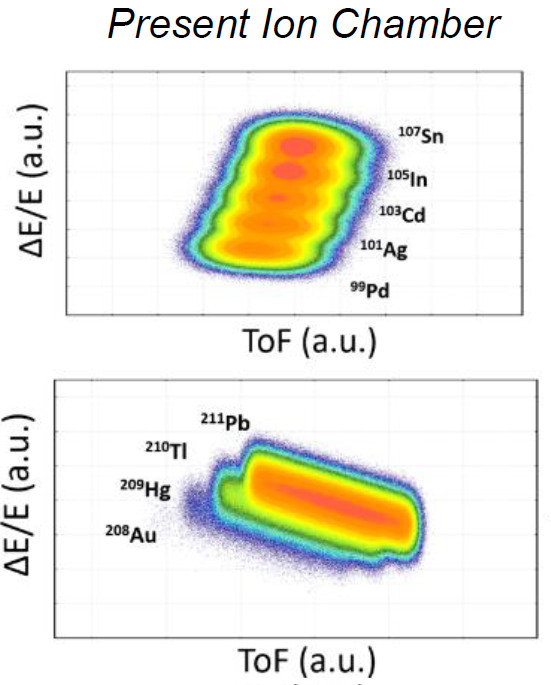 Present Ion Chamber
ΔE/E (a.u.)
¹⁰⁷Sn
¹⁰⁵In
¹⁰³Cd
¹⁰¹Ag
⁹⁹Pd
ToF (a.u.)
ΔE/E (a.u.)
²¹¹Pb
²¹⁰Tl
²⁰⁹Hg
²⁰⁸Au
ToF (a.u.)